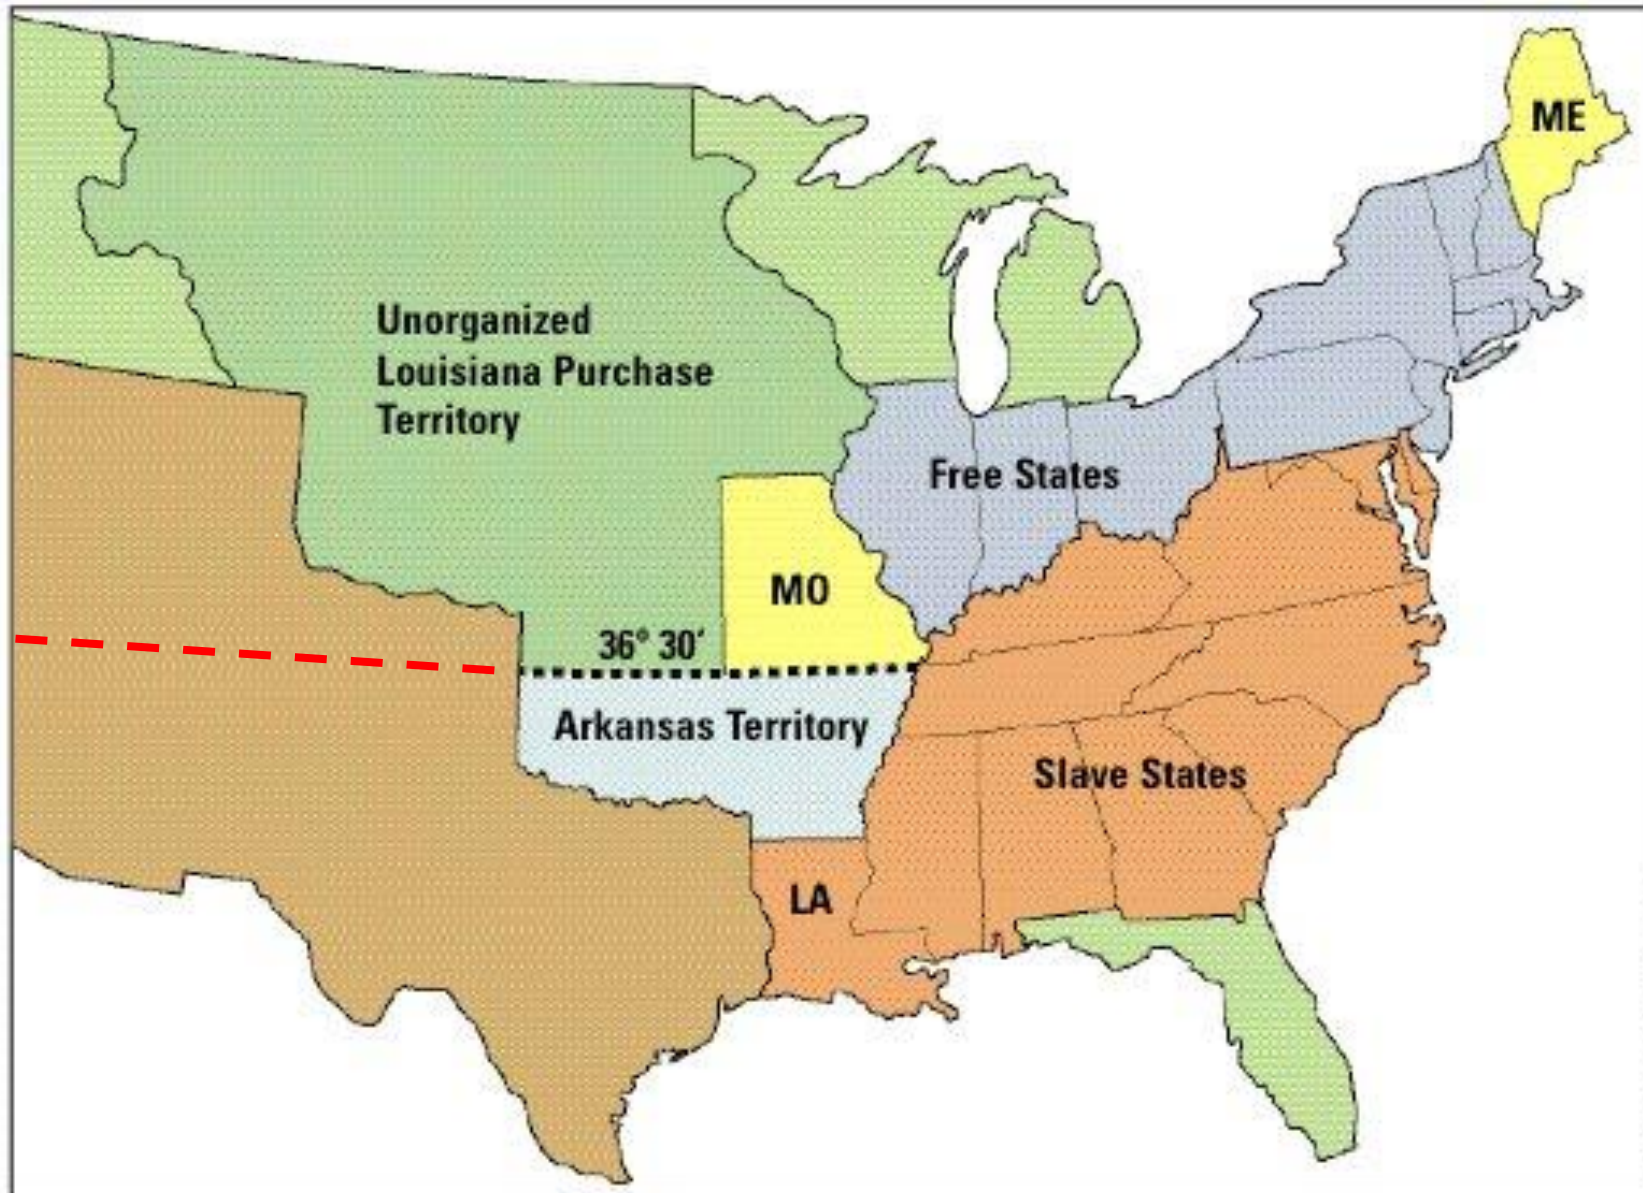 ME
Unorganized
Louisiana Purchase
Territory
Free States
MO
36° 30′
Arkansas Territory
Slave States
LA